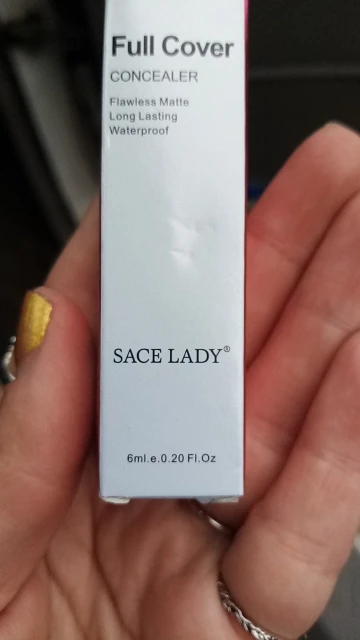 Full Cover
CONCEALER
Flawless Matte
Long Lasting
Waterproof
SACE LADY®
6ml.e.0.20 Fl.Oz